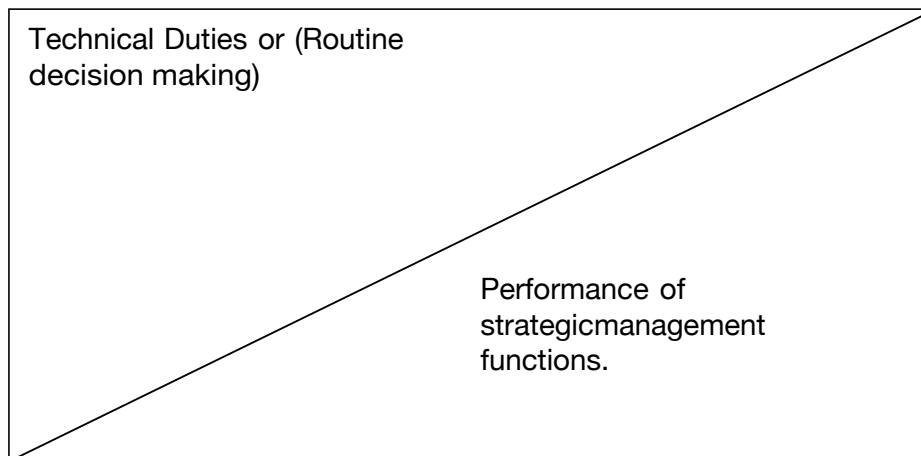 Technical Duties or (Routine
decision making)
Performance of
strategicmanagement
functions.